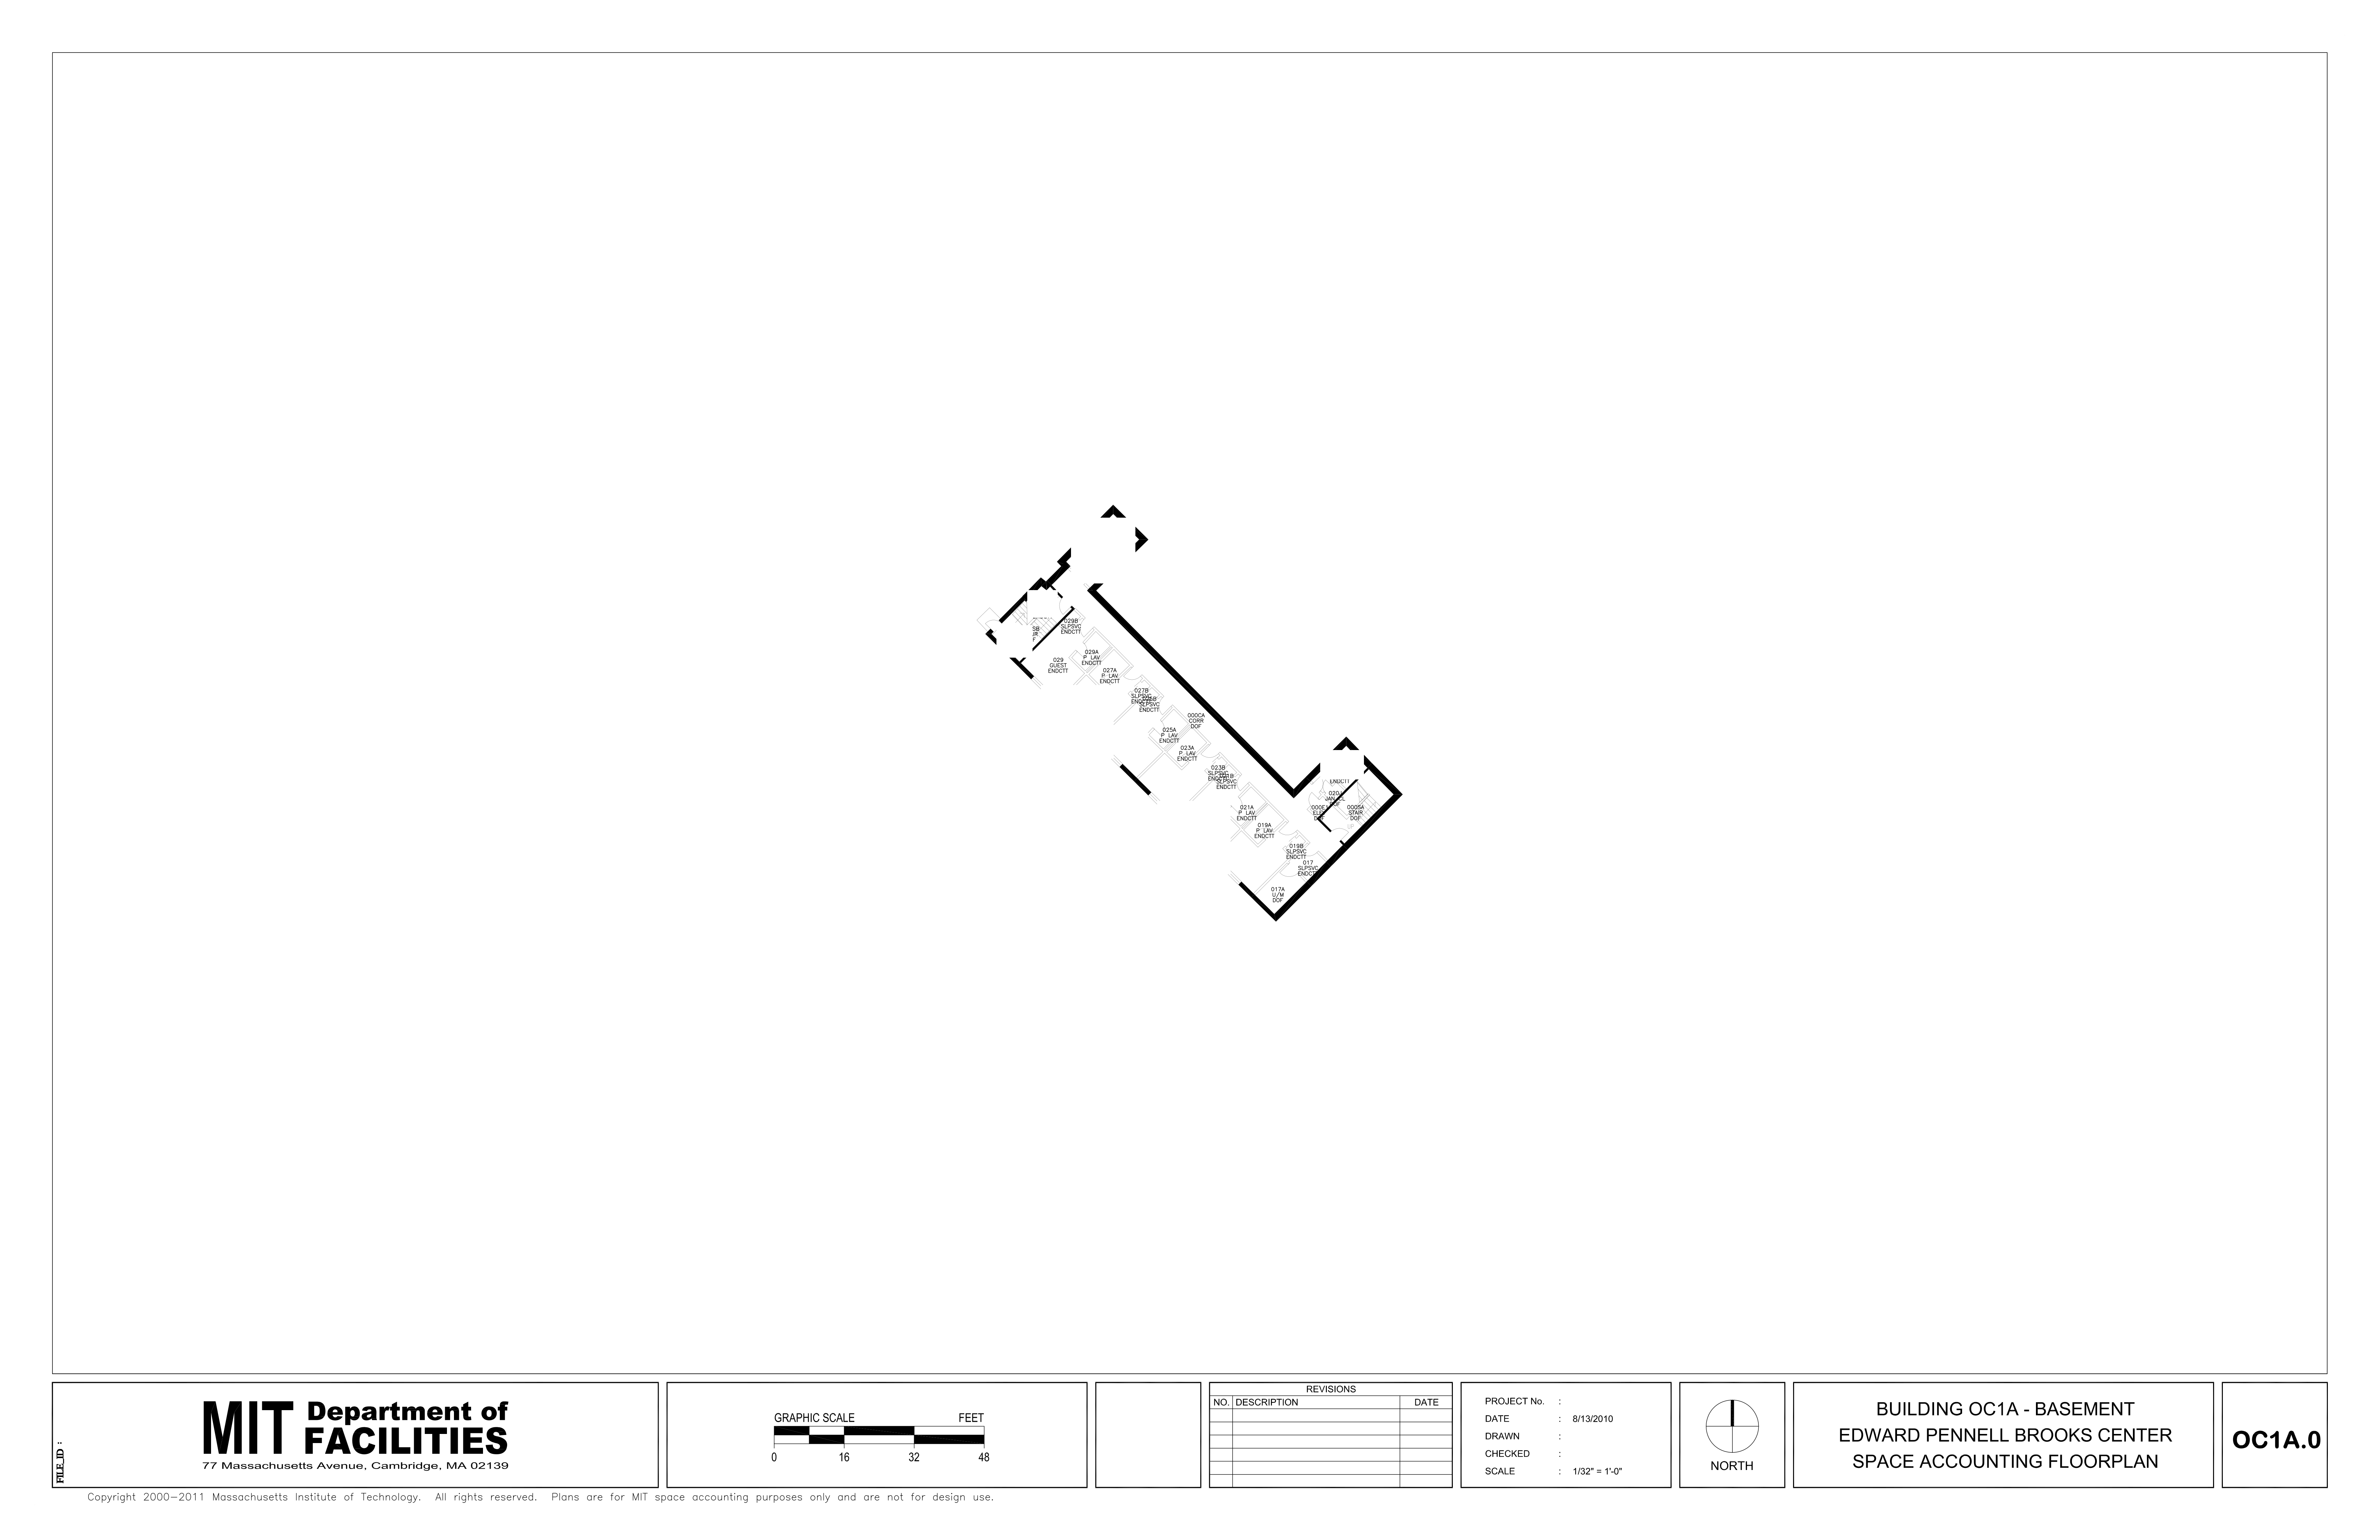 029B
SLPSVC
ENDCTT
SB
F
029
GUEST
ENDCTT
029A
P LAV
ENDCTT
027A
P LAV
ENDCTT
027B
SLPSVC
SLPSVC
ENDCTT
000CA
CORR
DOF
025A
P LAV
ENDCTT
023A
P LAV
ENDCTT
023B
SLPSVC
SLPSVC
ENDCTT
021A
P LAV
ENDCTT
019A
P LAV
ENDCTT
ENDCTT
000SA
STAIR
DOF
019B
SLPSVC
ENDCTT
017
SLPSVC
017A
U/M
DOF
FILE_ID :
MIT Department of
FACILITIES
77 Massachusetts Avenue, Cambridge, MA 02139
GRAPHIC SCALE FEET
0 16 32 48
REVISIONS
NO. DESCRIPTION DATE
PROJECT No. :
DATE : 8/13/2010
DRAWN :
CHECKED :
SCALE : 1/32" = 1'-0"
NORTH
BUILDING OC1A - BASEMENT
EDWARD PENNELL BROOKS CENTER
SPACE ACCOUNTING FLOORPLAN
OC1A.0
Copyright 2000-2011 Massachusetts Institute of Technology. All rights reserved. Plans are for MIT space accounting purposes only and are not for design use.